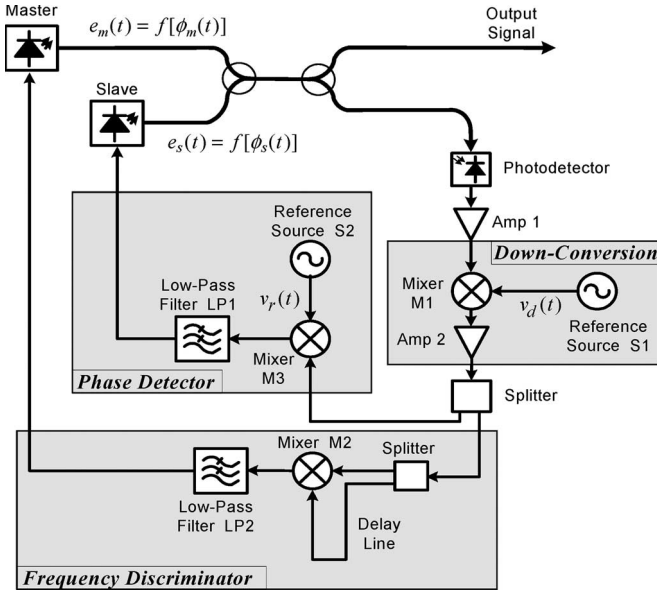 Master
e_m(t) = f[ϕ_m(t)]
Output
Signal
Slave
e_s(t) = f[ϕ_s(t)]
Photodetector
Amp 1
Reference
Source S2
Down-Conversion
Low-Pass
Filter LP1
v_r(t)
Mixer
M1
v_d(t)
Reference
Source S1
Mixer
M3
Amp 2
Phase Detector
Splitter
Mixer M2
Splitter
Low-Pass
Filter LP2
Delay
Line
Frequency Discriminator